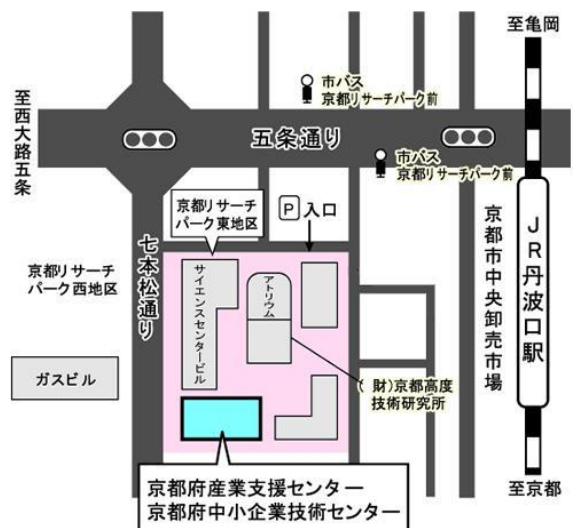 至亀岡
市バス
京都リサーチパーク前
至西大路五条
五条通り
市バス
京都リサーチパーク前
京都リサーチ
パーク東地区
P 入口
七本松通り
京都リサーチ
パーク西地区
サイエンスセンタービル
アトリウム
京都市中央卸売市場
JR丹波口駅
ガスビル
(財)京都高度
技術研究所
京都府産業支援センター
京都府中小企業技術センター
至京都